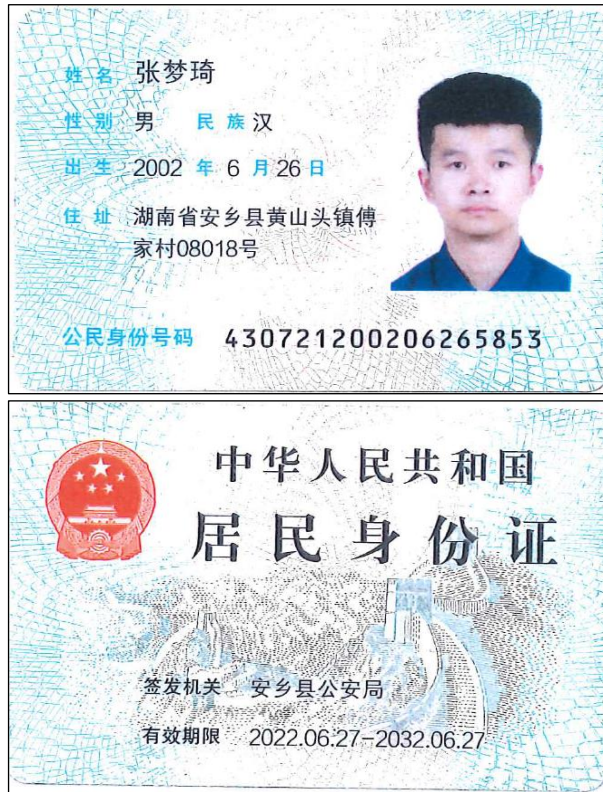 姓名 张梦琦
性别 男 民族 汉
出生 2002 年 6 月 26 日
住址 湖南省安乡县黄山头镇傅
家村08018号
公民身份号码 430721200206265853
中华人民共和国
居民身份证
签发机关 安乡县公安局
有效期限 2022.06.27-2032.06.27